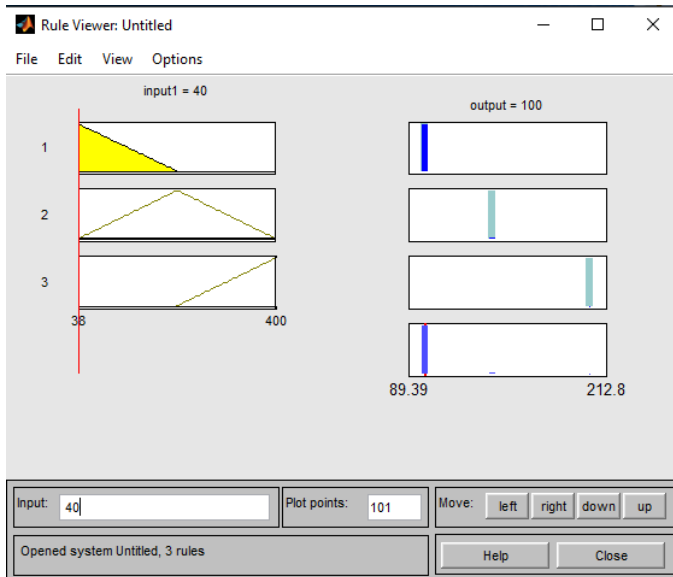 Rule Viewer: Untitled
File Edit View Options
input1 = 40
output = 100
1
2
3
38 400
89.39 212.8
Input: 40 Plot points: 101 Move: left right down up
Opened system Untitled, 3 rules
Help Close